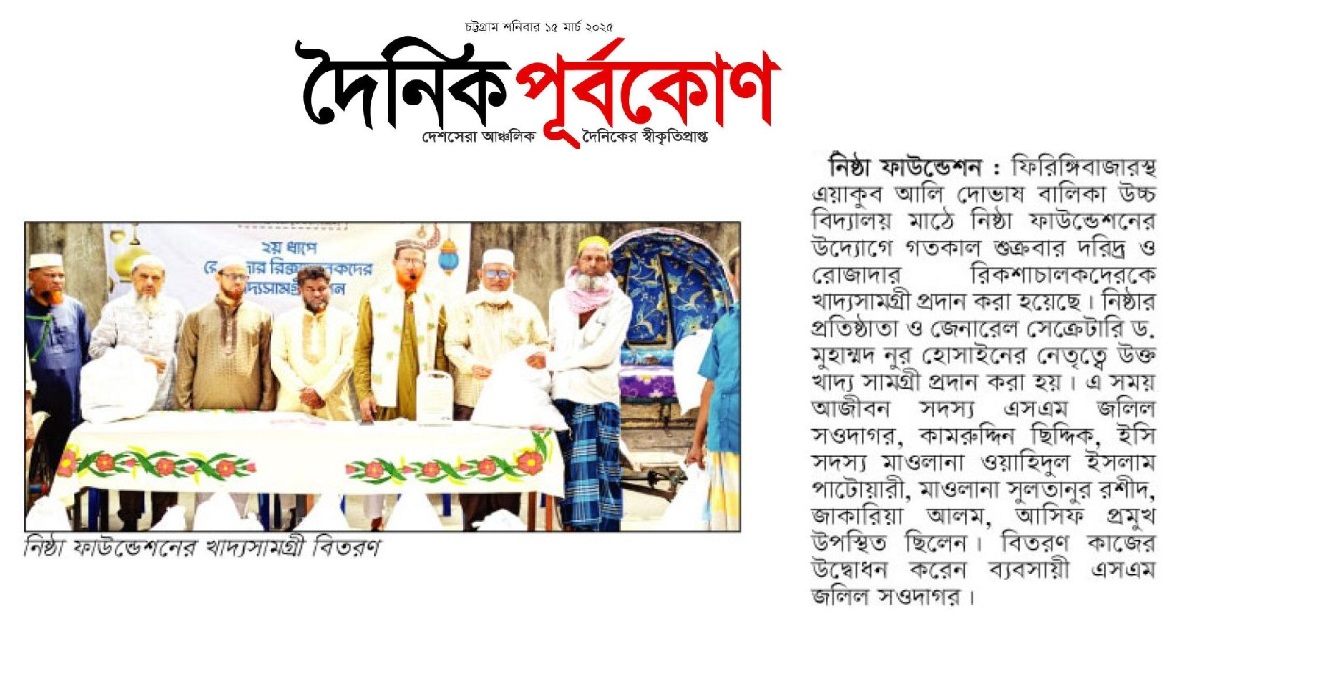 চট্টগ্রাম শনিবার ১৫ মার্চ ২০২৫
দৈনিক পূর্বকোণ
দেশসেরা আঞ্চলিক দৈনিকের স্বীকৃতিপ্রাপ্ত
২য় ধাপে
নিষ্ঠা ফাউন্ডেশনের খাদ্যসামগ্রী বিতরণ
নিষ্ঠা ফাউন্ডেশন : ফিরিঙ্গিবাজারস্থ
এয়াকুব আলি দোভাষ বালিকা উচ্চ
বিদ্যালয় মাঠে নিষ্ঠা ফাউন্ডেশনের
উদ্যোগে গতকাল শুক্রবার দরিদ্র ও
রোজাদার রিকশাচালকদেরকে
খাদ্যসামগ্রী প্রদান করা হয়েছে। নিষ্ঠার
প্রতিষ্ঠাতা ও জেনারেল সেক্রেটারি ড.
মুহাম্মদ নুর হোসাইনের নেতৃত্বে উক্ত
খাদ্য সামগ্রী প্রদান করা হয়। এ সময়
আজীবন সদস্য এসএম জলিল
সওদাগর, কামরুদ্দিন ছিদ্দিক, ইসি
সদস্য মাওলানা ওয়াহিদুল ইসলাম
পাটোয়ারী, মাওলানা সুলতানুর রশীদ,
জাকারিয়া আলম, আসিফ প্রমুখ
উপস্থিত ছিলেন। বিতরণ কাজের
উদ্বোধন করেন ব্যবসায়ী এসএম
জলিল সওদাগর।